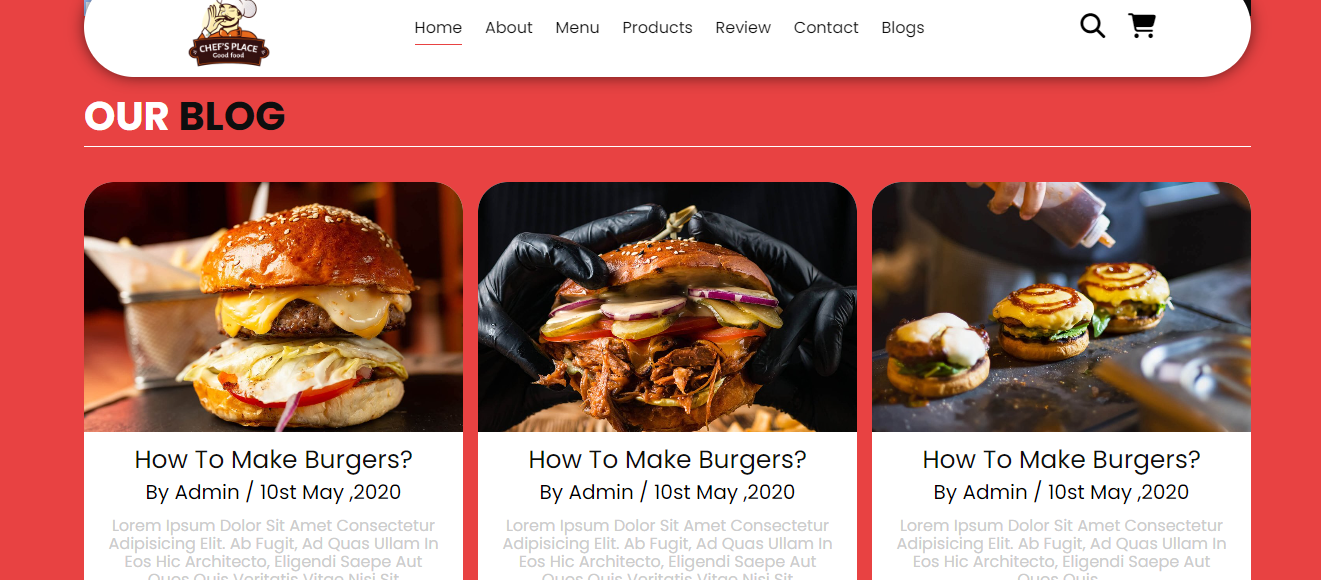 CHEF'S PLACE
Good food
Home About Menu Products Review Contact Blogs
OUR BLOG
How To Make Burgers?
By Admin / 10st May ,2020
Lorem Ipsum Dolor Sit Amet Consectetur
Adipisicing Elit. Ab Fugit, Ad Quas Ullam In
Eos Hic Architecto, Eligendi Saepe Aut
Quos Quis Veritatis Vitae Nisi Sit
How To Make Burgers?
By Admin / 10st May ,2020
Lorem Ipsum Dolor Sit Amet Consectetur
Adipisicing Elit. Ab Fugit, Ad Quas Ullam In
Eos Hic Architecto, Eligendi Saepe Aut
Quos Quis Veritatis Vitae Nisi Sit
How To Make Burgers?
By Admin / 10st May ,2020
Lorem Ipsum Dolor Sit Amet Consectetur
Adipisicing Elit. Ab Fugit, Ad Quas Ullam In
Eos Hic Architecto, Eligendi Saepe Aut
Quos Quis